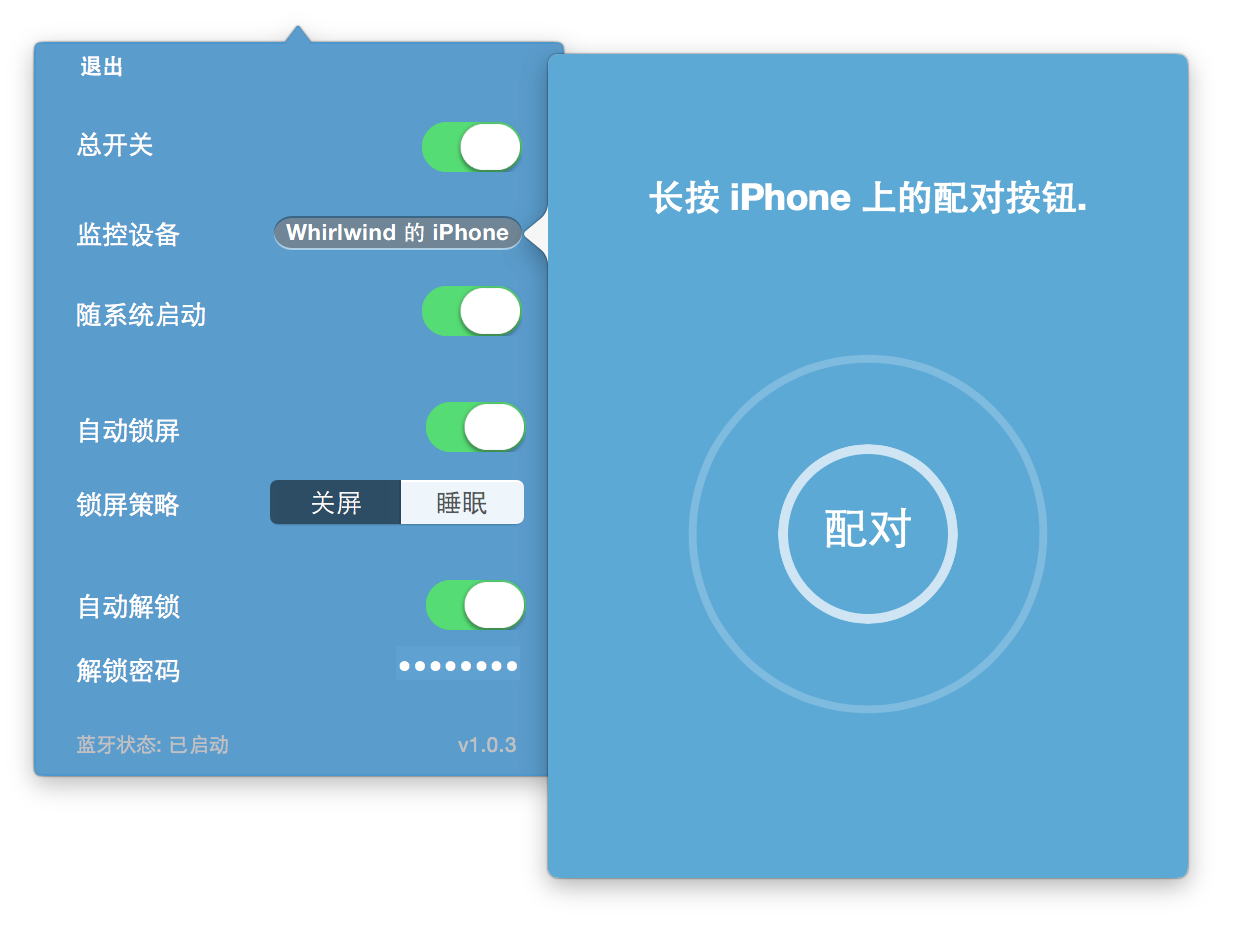 退出
总开关
监控设备 Whirlwind 的 iPhone
随系统启动
自动锁屏
锁屏策略 关屏 睡眠
自动解锁
解锁密码 ••••••••
蓝牙状态: 已启动 v1.0.3
长按 iPhone 上的配对按钮.
配对